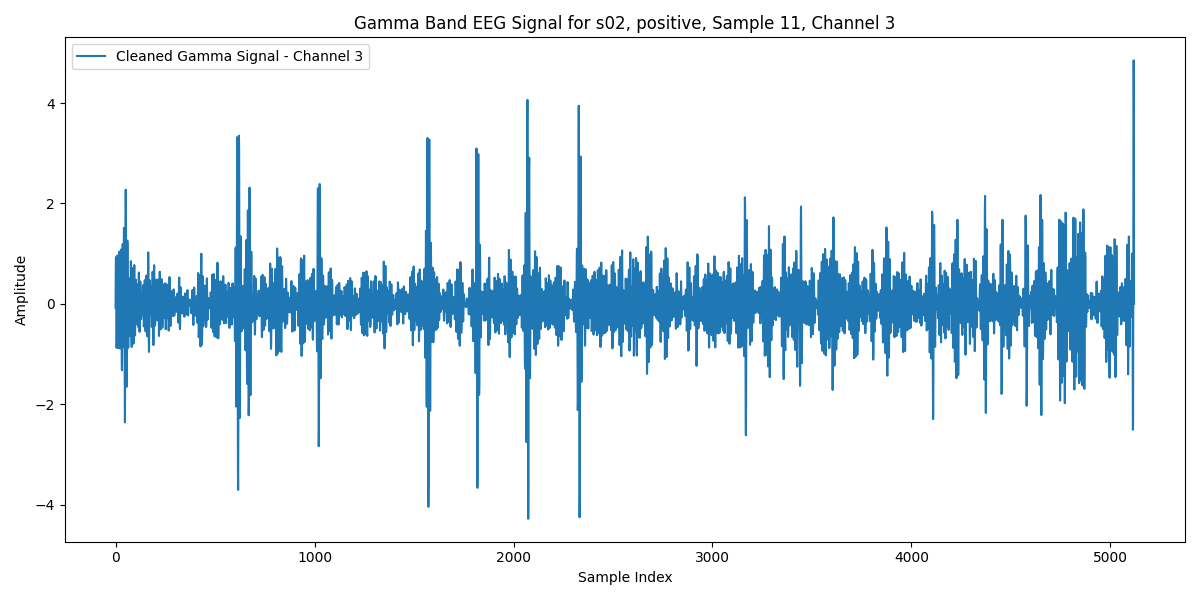 Gamma Band EEG Signal for s02, positive, Sample 11, Channel 3
Cleaned Gamma Signal - Channel 3
Amplitude
4
2
0
−2
−4
0 1000 2000 3000 4000 5000
Sample Index